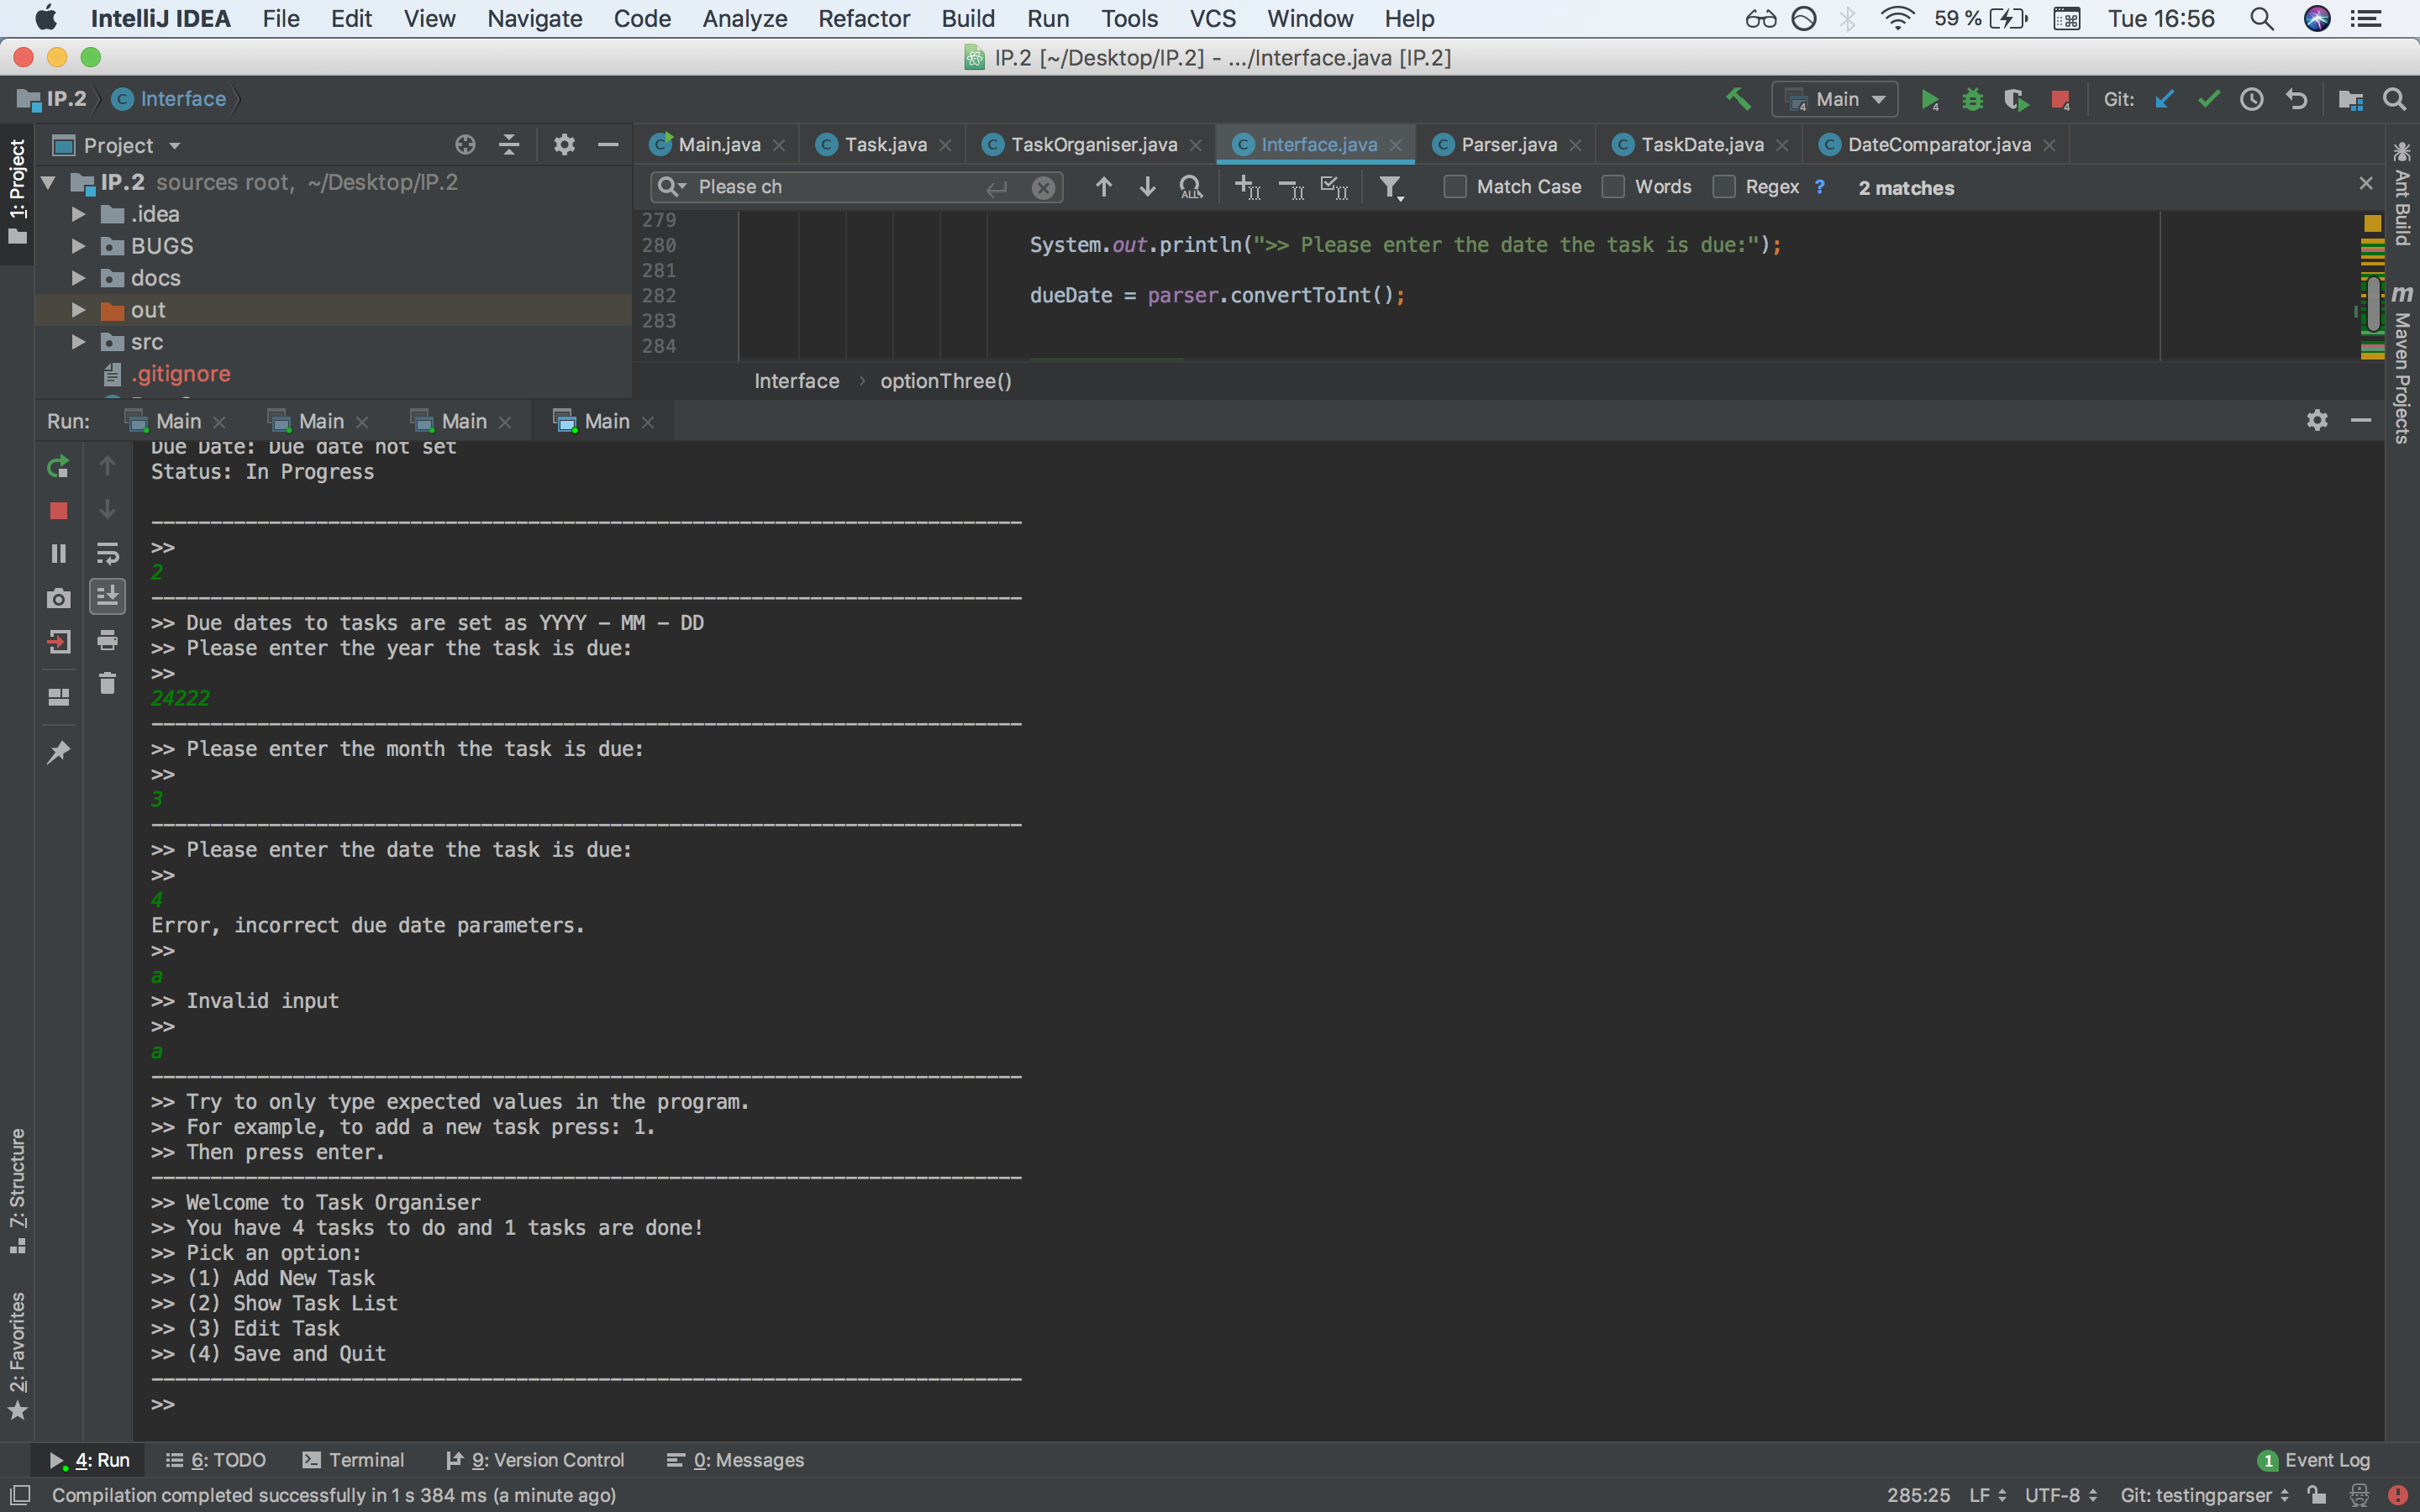 IntelliJ IDEA File Edit View Navigate Code Analyze Refactor Build Run Tools VCS Window Help 59 % Tue 16:56
IP.2 [~/Desktop/IP.2] - .../Interface.java [IP.2]
IP.2 Interface Main Git:
1: Project
Project
Main.java Task.java TaskOrganiser.java Interface.java Parser.java TaskDate.java DateComparator.java
IP.2 sources root, ~/Desktop/IP.2
.idea
BUGS
docs
out
src
.gitignore
Please ch Match Case Words Regex ? 2 matches
279
280 System.out.println(">> Please enter the date the task is due:");
281
282 dueDate = parser.convertToInt();
283
284
Interface › optionThree()
Ant Build
Maven Projects
Run: Main Main Main Main
Due Date: Due date not set
Status: In Progress
>>
2
>> Due dates to tasks are set as YYYY - MM - DD
>> Please enter the year the task is due:
>>
24222
>> Please enter the month the task is due:
>>
3
>> Please enter the date the task is due:
>>
4
Error, incorrect due date parameters.
>>
a
>> Invalid input
>>
a
>> Try to only type expected values in the program.
>> For example, to add a new task press: 1.
>> Then press enter.
>> Welcome to Task Organiser
>> You have 4 tasks to do and 1 tasks are done!
>> Pick an option:
>> (1) Add New Task
>> (2) Show Task List
>> (3) Edit Task
>> (4) Save and Quit
>>
7: Structure
2: Favorites
4: Run 6: TODO Terminal 9: Version Control 0: Messages 1 Event Log
Compilation completed successfully in 1 s 384 ms (a minute ago) 285:25 LF UTF-8 Git: testingparser